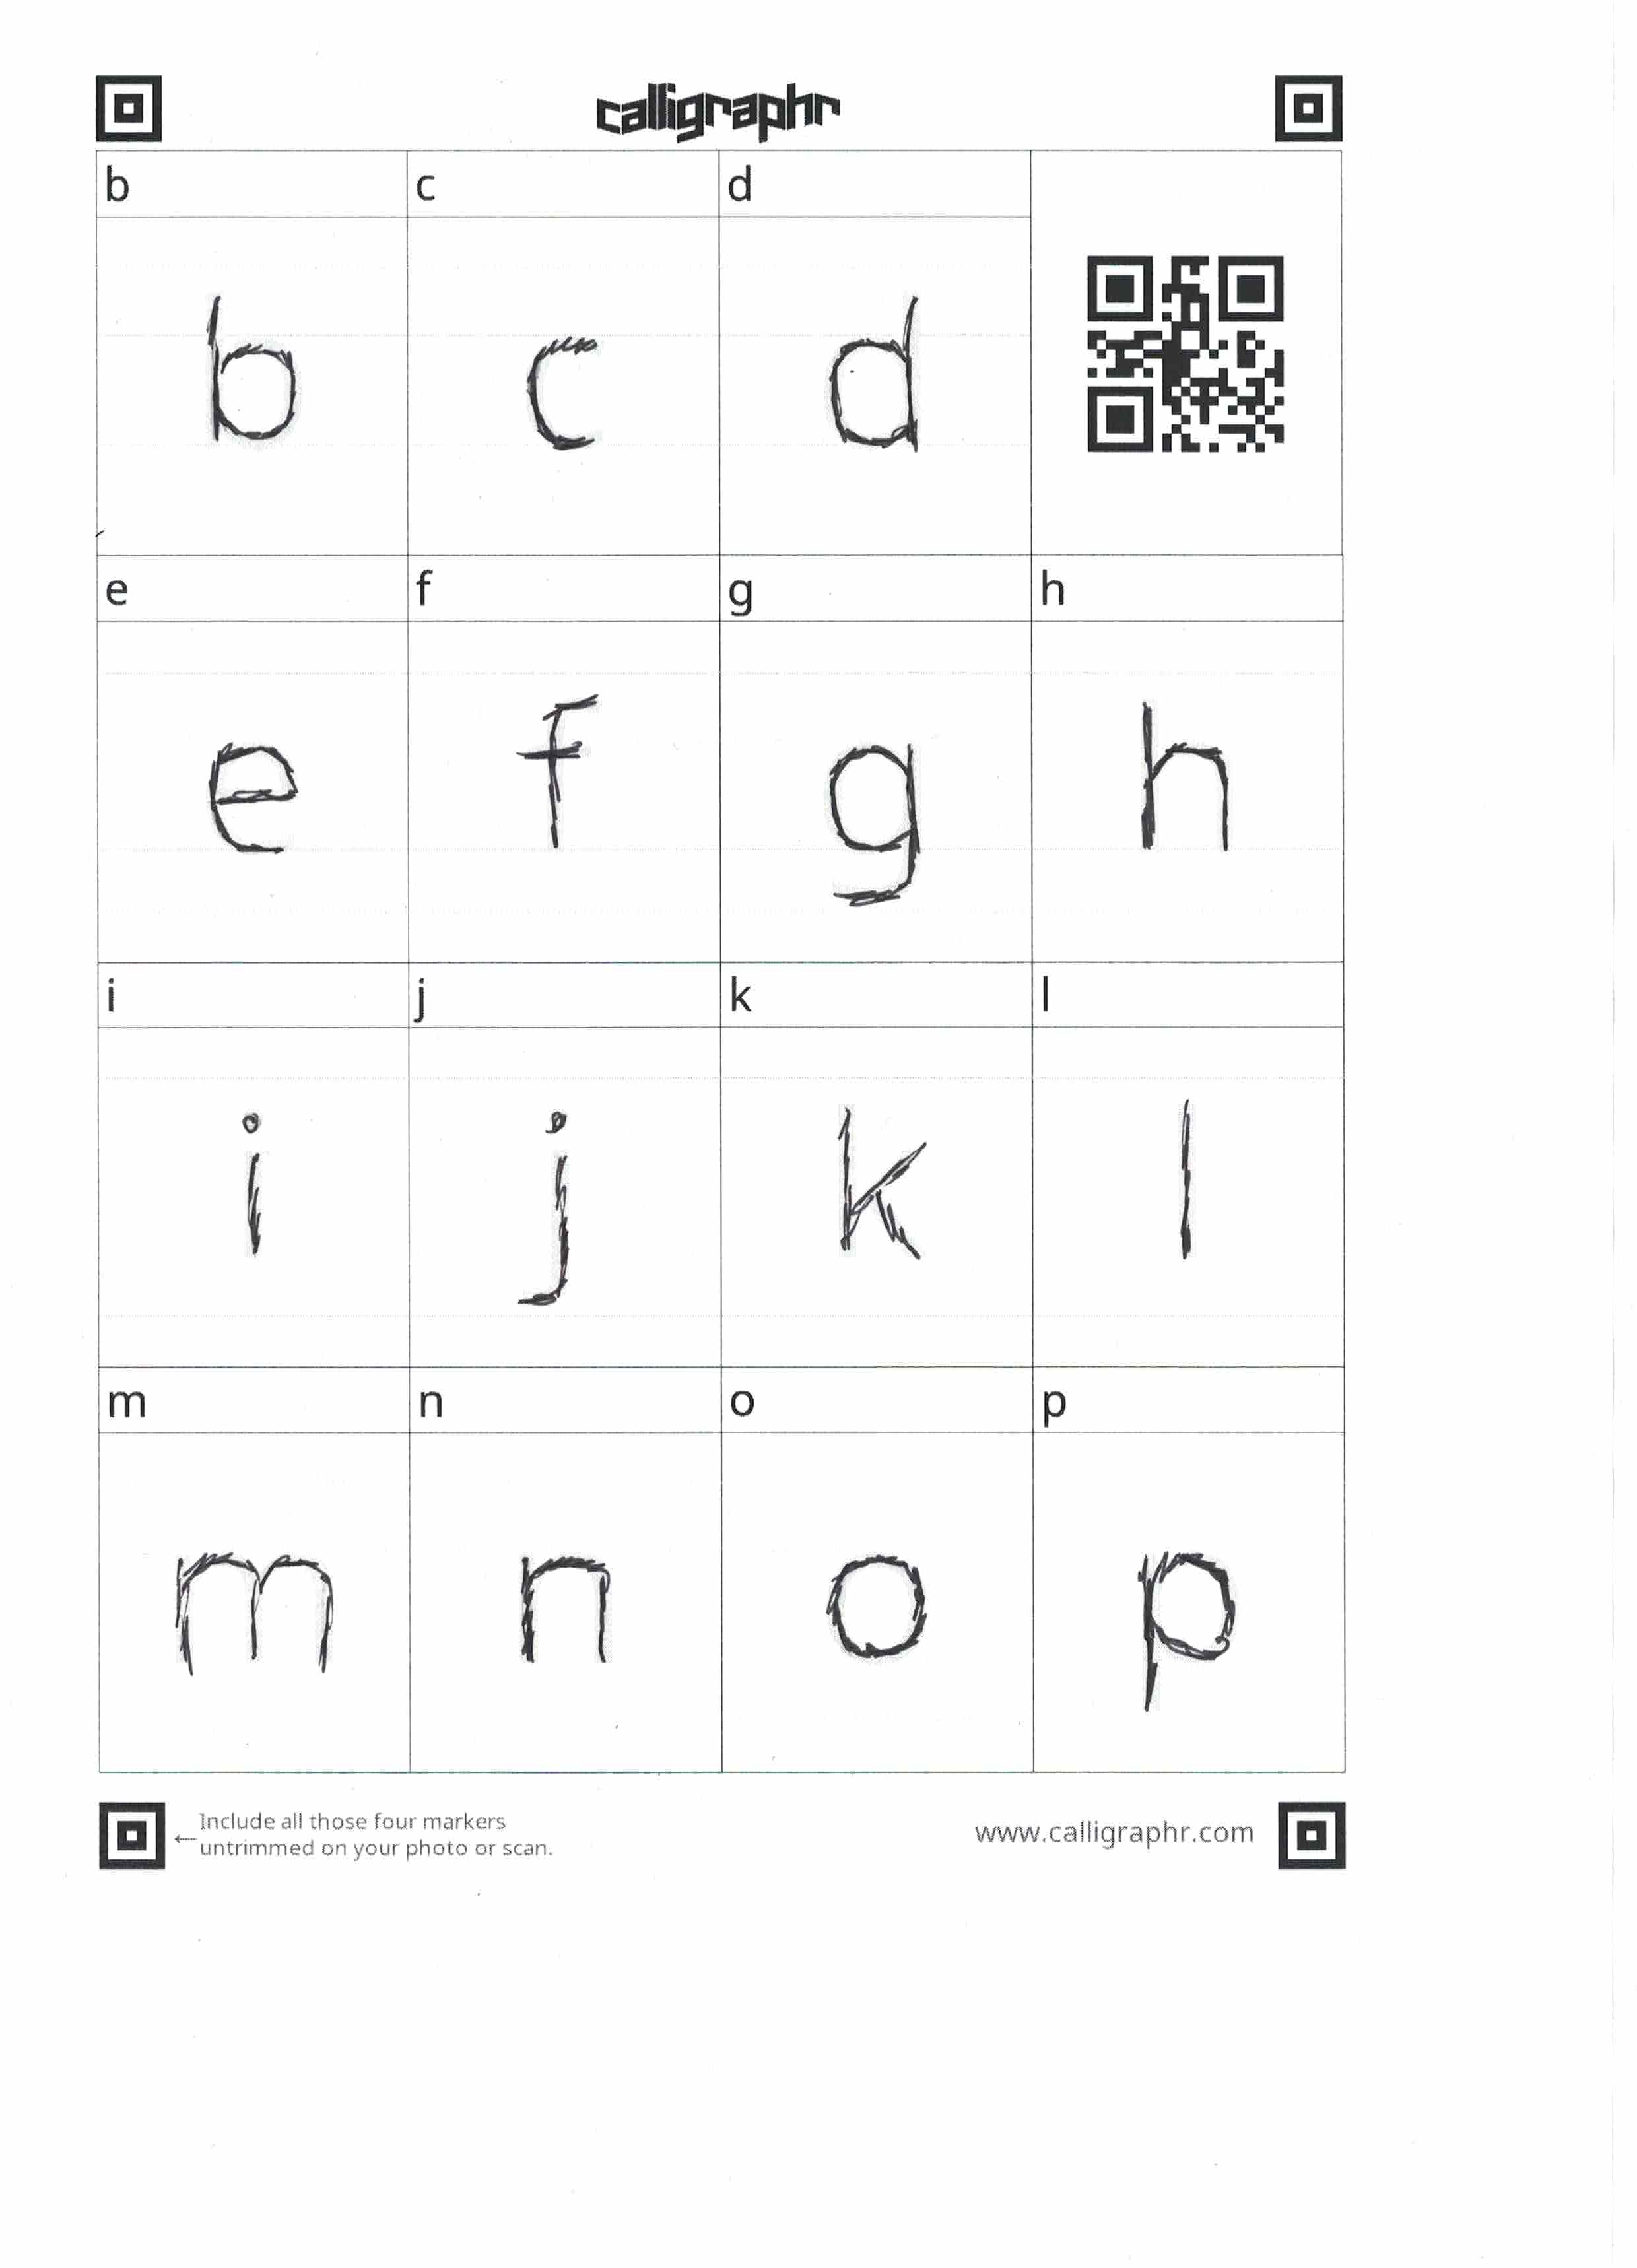 calligraphr
b c d
b c d
e f g h
e f g h
i j k l
i j k l
m n o p
m n o p
Include all those four markers
←untrimmed on your photo or scan.
www.calligraphr.com